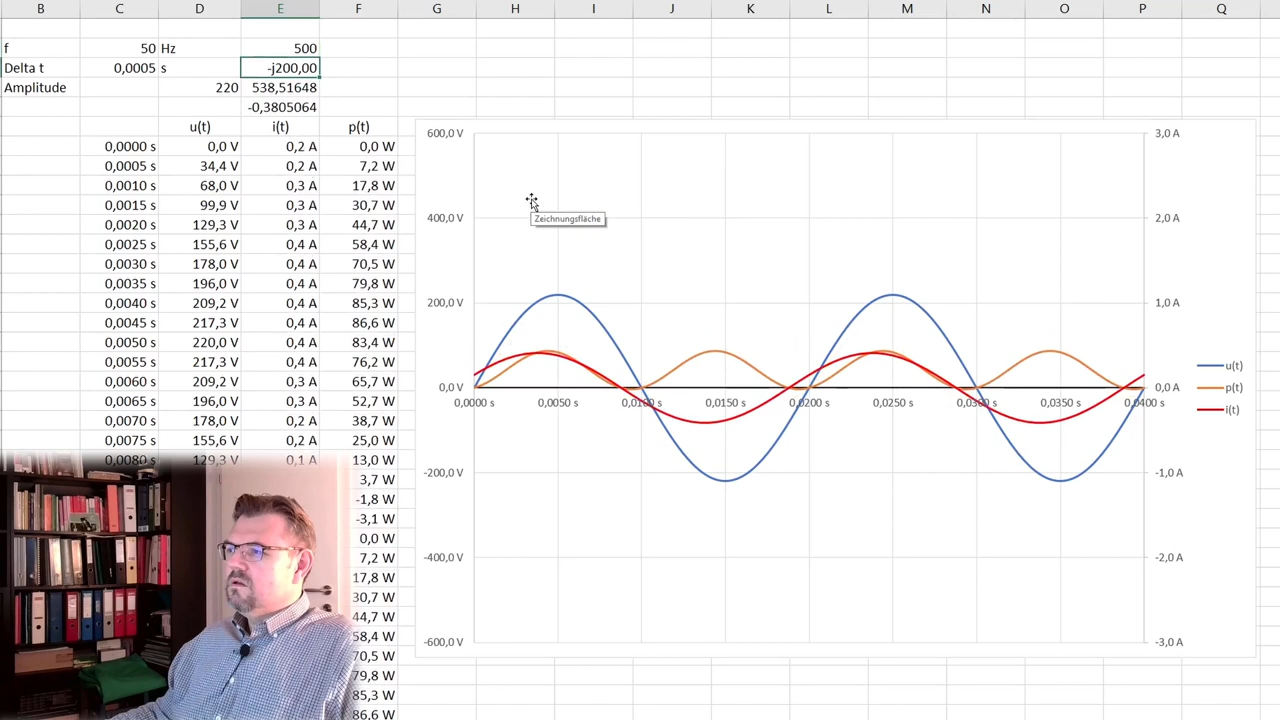 B C D E F G H I J K L M N O P Q
f 50 Hz 500
Delta t 0,0005 s -j200,00
Amplitude 220 538,51648
-0,3805064
u(t) i(t) p(t)
0,0000 s 0,0 V 0,2 A 0,0 W
0,0005 s 34,4 V 0,2 A 7,2 W
0,0010 s 68,0 V 0,3 A 17,8 W
0,0015 s 99,9 V 0,3 A 30,7 W
0,0020 s 129,3 V 0,3 A 44,7 W
0,0025 s 155,6 V 0,4 A 58,4 W
0,0030 s 178,0 V 0,4 A 70,5 W
0,0035 s 196,0 V 0,4 A 79,8 W
0,0040 s 209,2 V 0,4 A 85,3 W
0,0045 s 217,3 V 0,4 A 86,6 W
0,0050 s 220,0 V 0,4 A 83,4 W
0,0055 s 217,3 V 0,4 A 76,2 W
0,0060 s 209,2 V 0,3 A 65,7 W
0,0065 s 196,0 V 0,3 A 52,7 W
0,0070 s 178,0 V 0,2 A 38,7 W
0,0075 s 155,6 V 0,2 A 25,0 W
0,0080 s 129,3 V 0,1 A 13,0 W
3,7 W
-1,8 W
-3,1 W
0,0 W
7,2 W
17,8 W
30,7 W
44,7 W
58,4 W
70,5 W
79,8 W
85,3 W
86,6 W
600,0 V 3,0 A
400,0 V 2,0 A
Zeichnungsfläche
200,0 V 1,0 A
0,0 V 0,0 A
0,0000 s 0,0050 s 0,0100 s 0,0150 s 0,0200 s 0,0250 s 0,0300 s 0,0350 s 0,0400 s
-200,0 V -1,0 A
-400,0 V -2,0 A
-600,0 V -3,0 A
u(t)
p(t)
i(t)